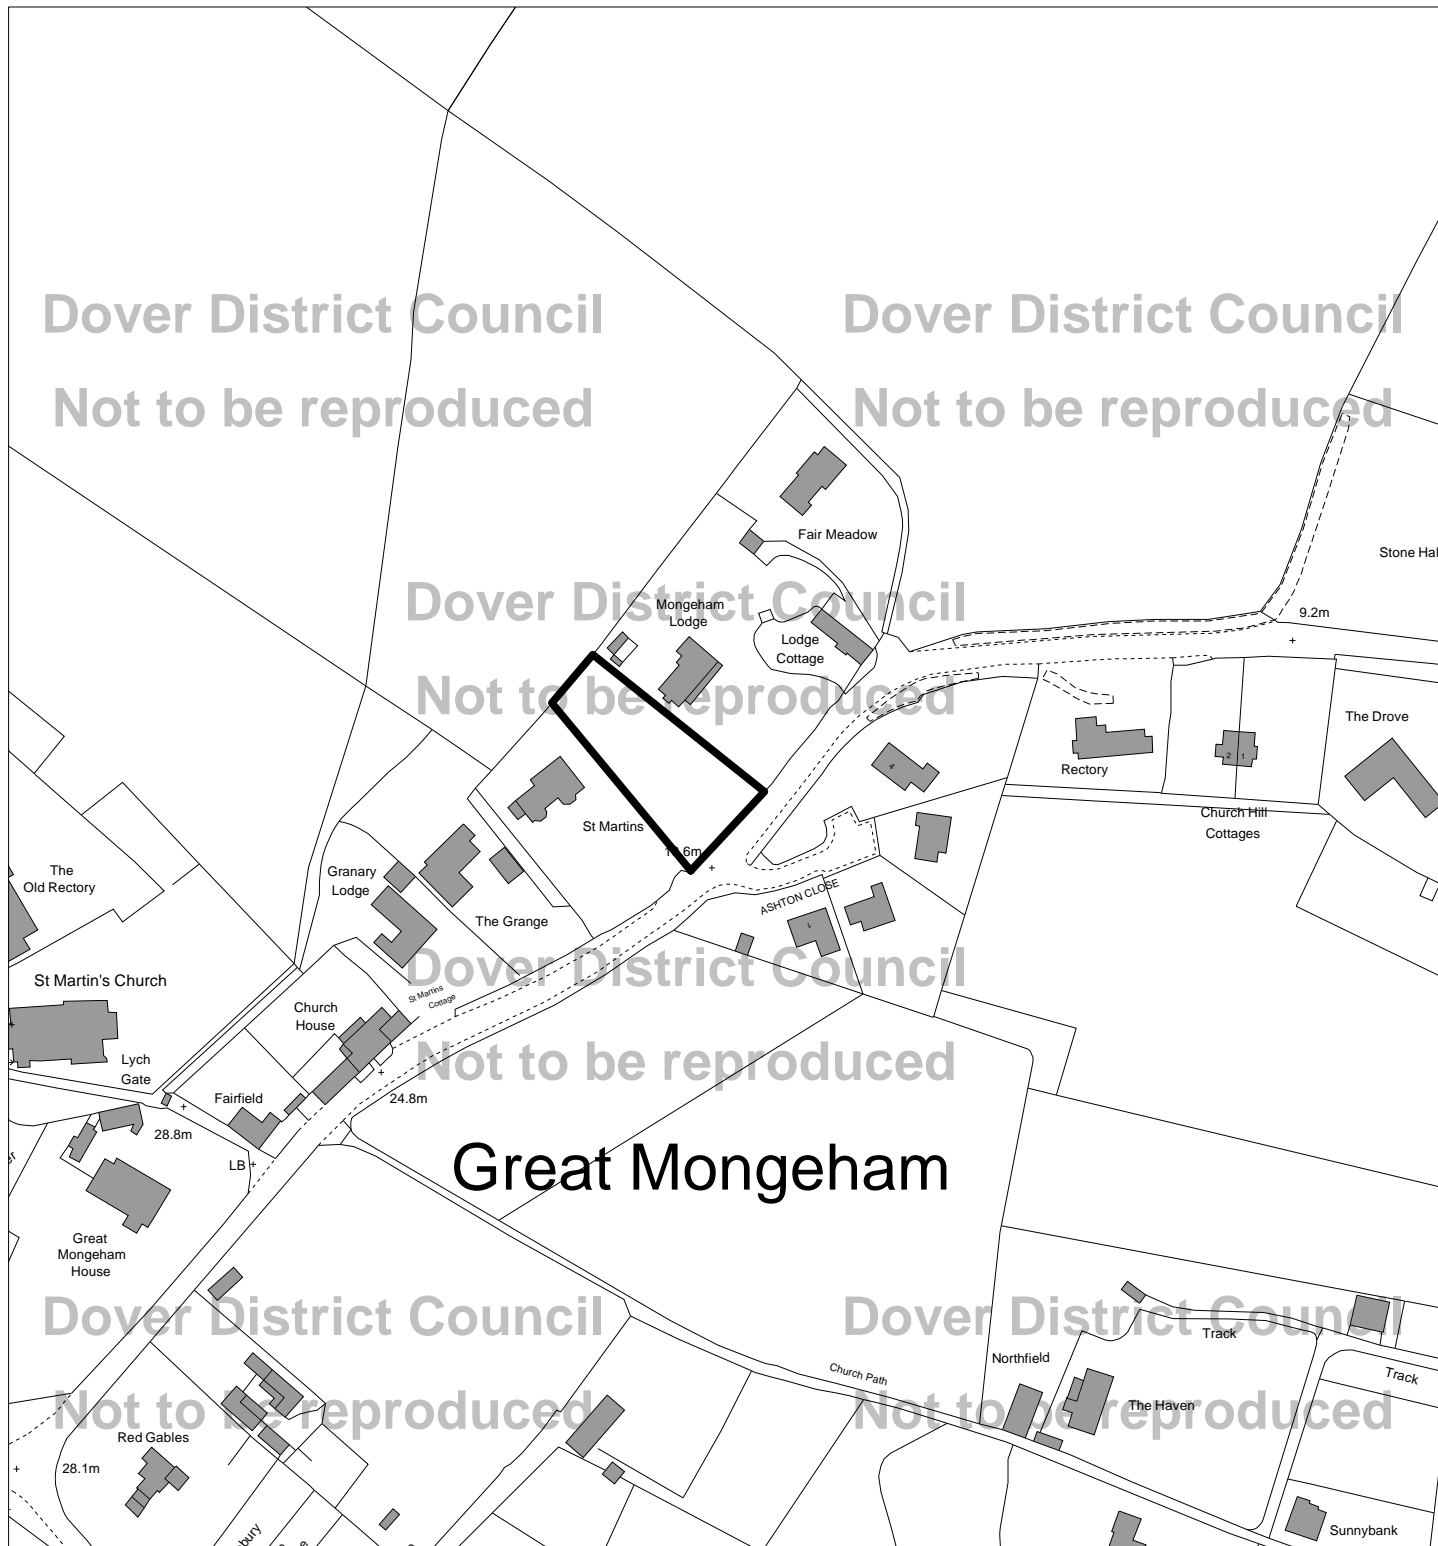 Dover District Council
Dover District Council
Not to be reproduced
Not to be reproduced
Fair Meadow
Stone Hal
Dover District Council
Mongeham
Lodge
9.2m
Lodge
Cottage
Not to be reproduced
The Drove
4
Rectory
2 1
Church Hill
Cottages
St Martins
The
Old Rectory
Granary
Lodge
ASHTON CLOSE
The Grange
1
Dover District Council
St Martin's Church
St Martins
Cottage
Church
House
Lych
Gate
Not to be reproduced
Fairfield
24.8m
28.8m
LB
Great Mongeham
Great
Mongeham
House
Dover District Council
Dover District Council
Track
Northfield
Church Path
Track
Not to be reproduced
Not to be reproduced
The Haven
Red Gables
28.1m
Sunnybank